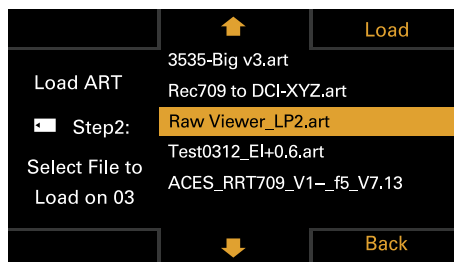 Load
Load ART
Step2:
Select File to
Load on 03
3535-Big v3.art
Rec709 to DCI-XYZ.art
Raw Viewer_LP2.art
Test0312_EI+0.6.art
ACES_RRT709_V1–_f5_V7.13
Back